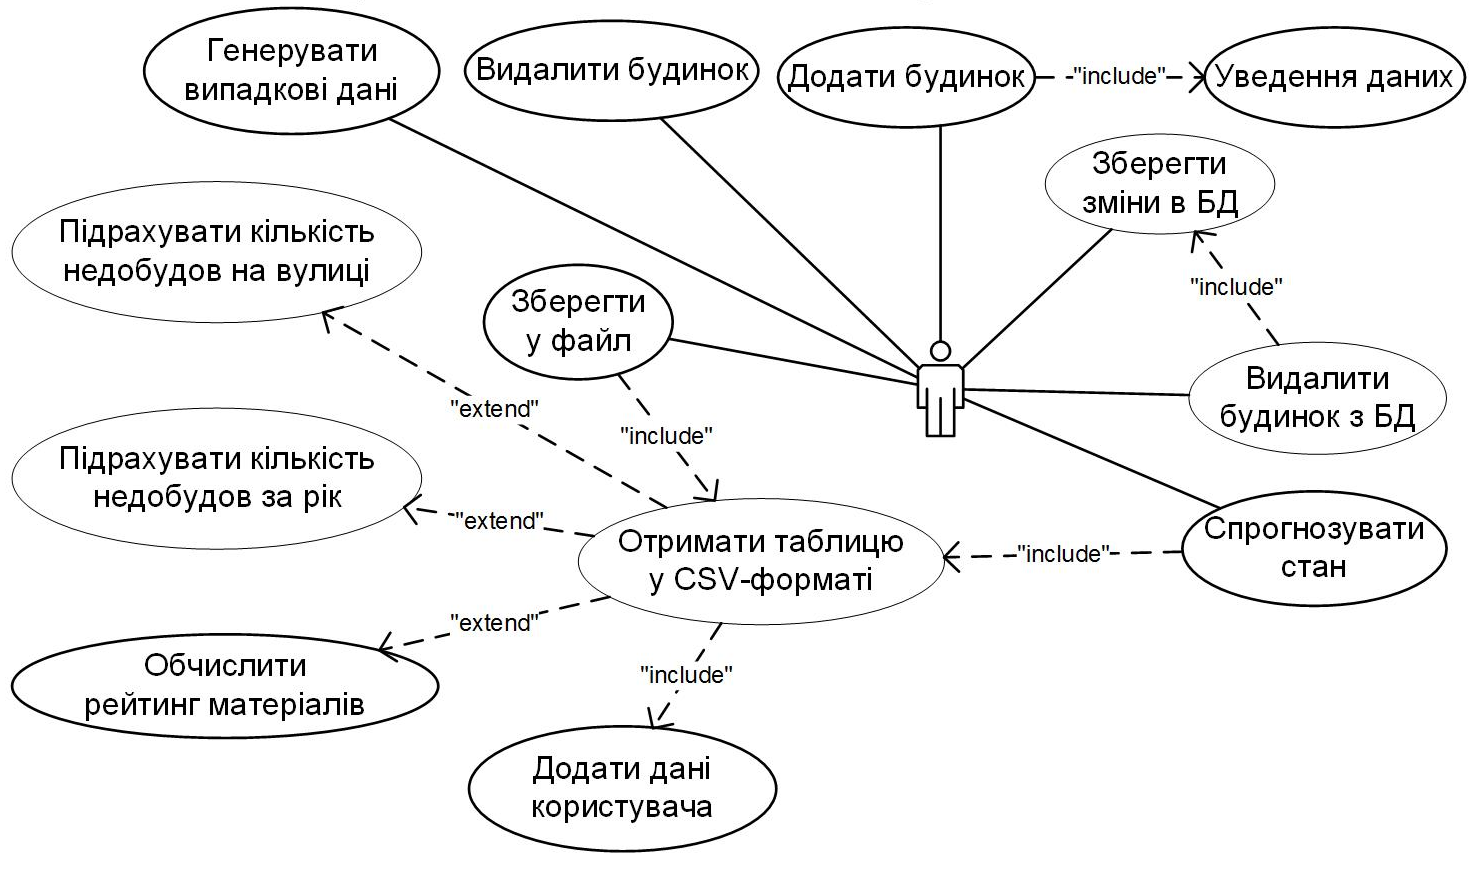 Генерувати
випадкові дані
Видалити будинок
Додати будинок
"include"
Уведення даних
Зберегти
зміни в БД
Підрахувати кількість
недобудов на вулиці
Зберегти
у файл
"include"
Видалити
будинок з БД
"extend"
"include"
Підрахувати кількість
недобудов за рік
"extend"
Отримати таблицю
у CSV-форматі
"include"
Спрогнозувати
стан
"extend"
Обчислити
рейтинг матеріалів
"include"
Додати дані
користувача